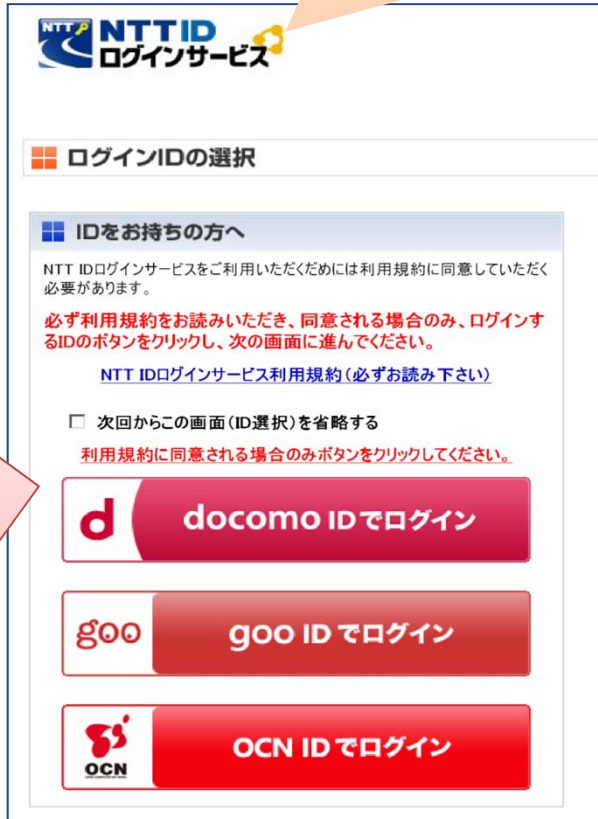 NTT NTT ID
ログインサービス
ログインIDの選択
IDをお持ちの方へ
NTT IDログインサービスをご利用いただくだめには利用規約に同意していただく
必要があります。
必ず利用規約をお読みいただき、同意される場合のみ、ログインす
るIDのボタンをクリックし、次の画面に進んでください。
NTT IDログインサービス利用規約(必ずお読み下さい)
次回からこの画面(ID選択)を省略する
利用規約に同意される場合のみボタンをクリックしてください。
d docomo IDでログイン
goo goo IDでログイン
OCN OCN IDでログイン